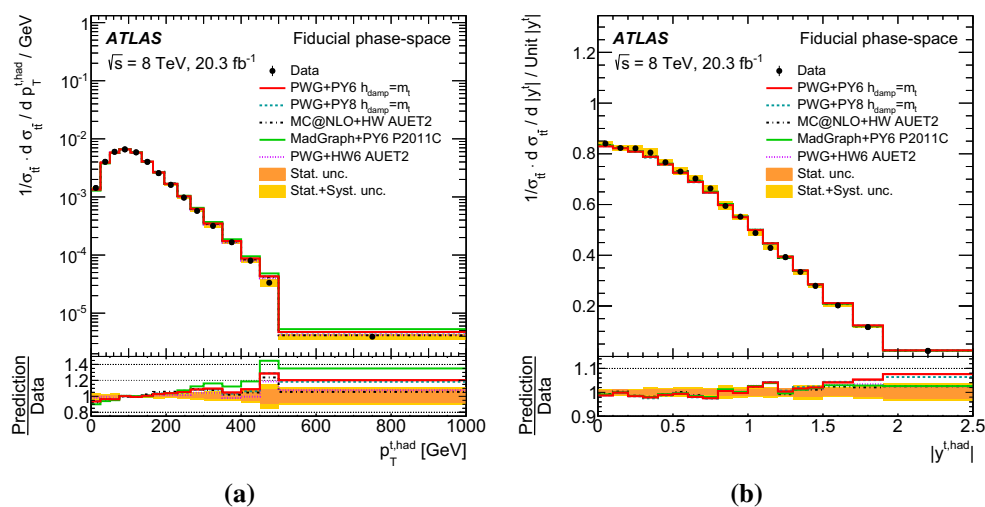 ATLAS Fiducial phase-space
√s = 8 TeV, 20.3 fb⁻¹
Data
PWG+PY6 h_damp=m_t
PWG+PY8 h_damp=m_t
MC@NLO+HW AUET2
MadGraph+PY6 P2011C
PWG+HW6 AUET2
Stat. unc.
Stat.+Syst. unc.
1/σ_tt̄ · d σ_tt̄ / d p_T^t,had / GeV
1
10⁻¹
10⁻²
10⁻³
10⁻⁴
10⁻⁵
Prediction
Data
1.4
1.2
1
0.8
0 200 400 600 800 1000
p_T^t,had [GeV]
(a)
ATLAS Fiducial phase-space
√s = 8 TeV, 20.3 fb⁻¹
Data
PWG+PY6 h_damp=m_t
PWG+PY8 h_damp=m_t
MC@NLO+HW AUET2
MadGraph+PY6 P2011C
PWG+HW6 AUET2
Stat. unc.
Stat.+Syst. unc.
1/σ_tt̄ · d σ_tt̄ / d |y^t| / Unit |y^t|
1.2
1.0
0.8
0.6
0.4
0.2
Prediction
Data
1.1
1
0.9
0 0.5 1 1.5 2 2.5
|y^t,had|
(b)